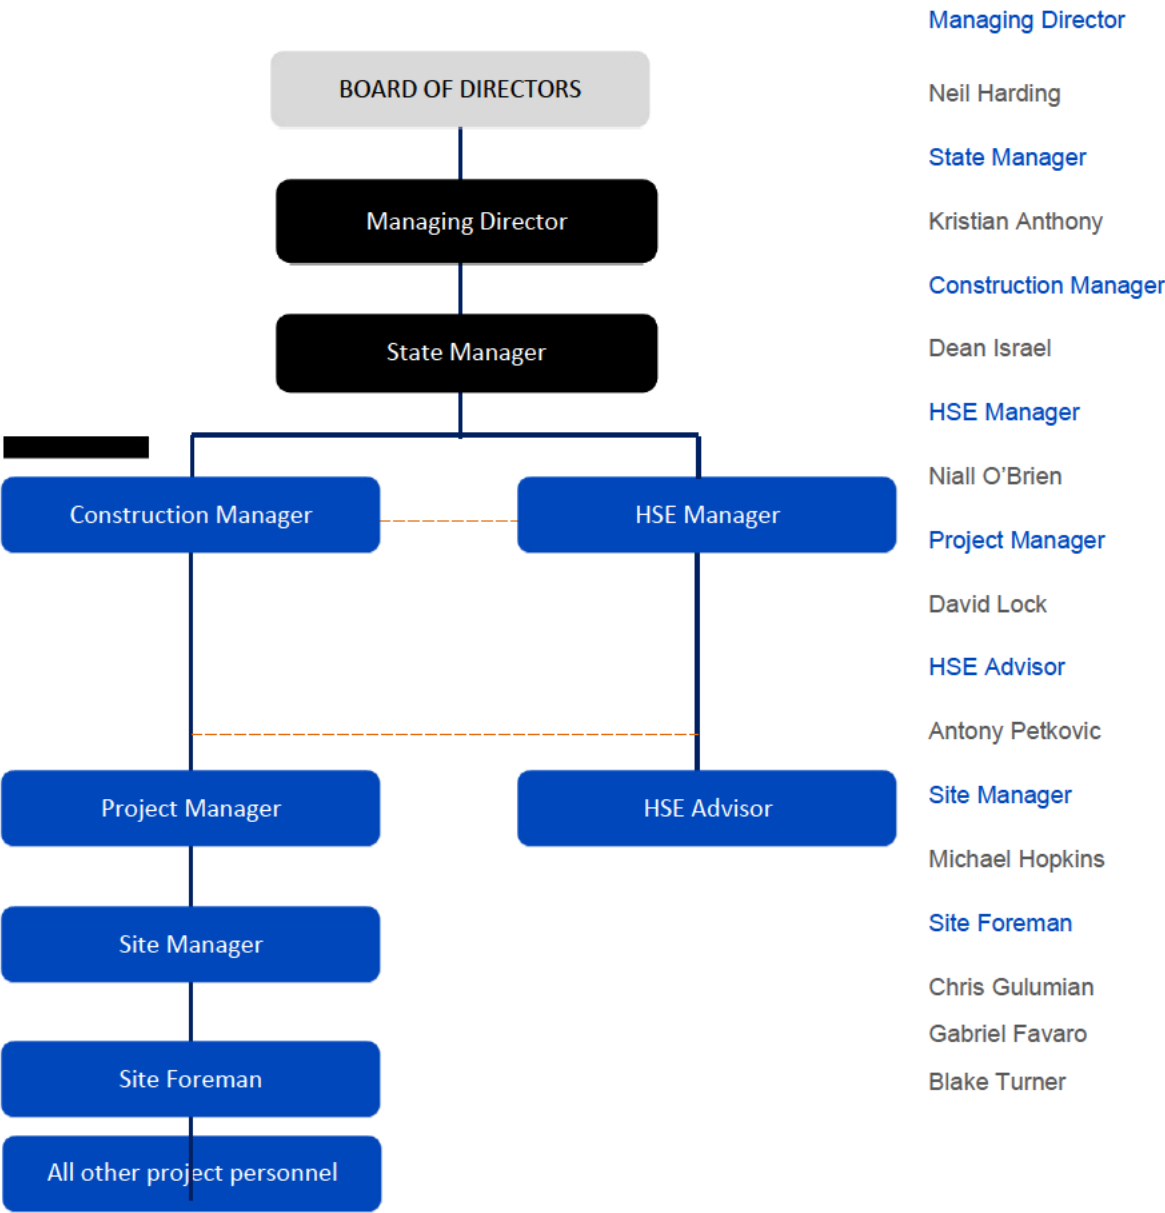 BOARD OF DIRECTORS
Managing Director
State Manager
Construction Manager
HSE Manager
Project Manager
HSE Advisor
Site Manager
Site Foreman
All other project personnel
Managing Director
Neil Harding
State Manager
Kristian Anthony
Construction Manager
Dean Israel
HSE Manager
Niall O’Brien
Project Manager
David Lock
HSE Advisor
Antony Petkovic
Site Manager
Michael Hopkins
Site Foreman
Chris Gulumian
Gabriel Favaro
Blake Turner